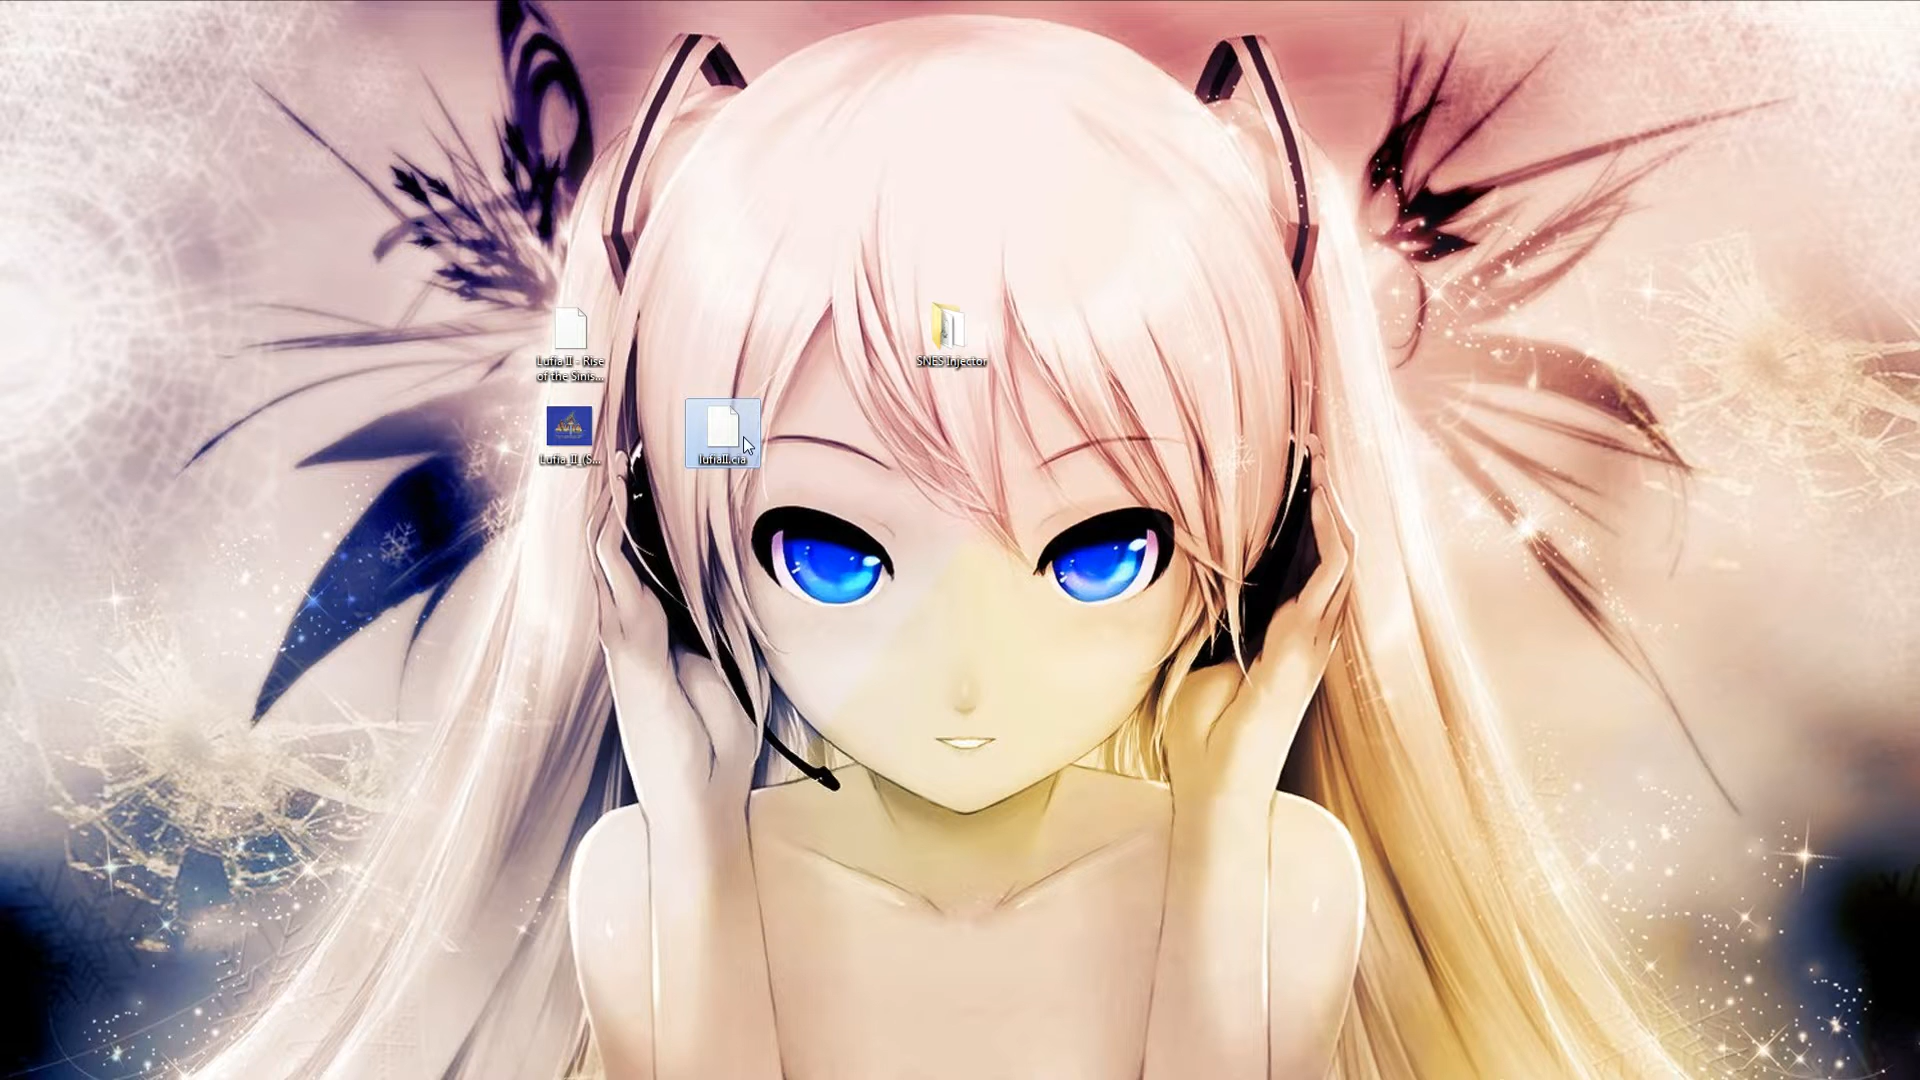 Lufia II - Rise
of the Sinis...
SNES Injector
Lufia II (S...
lufiaII.cia